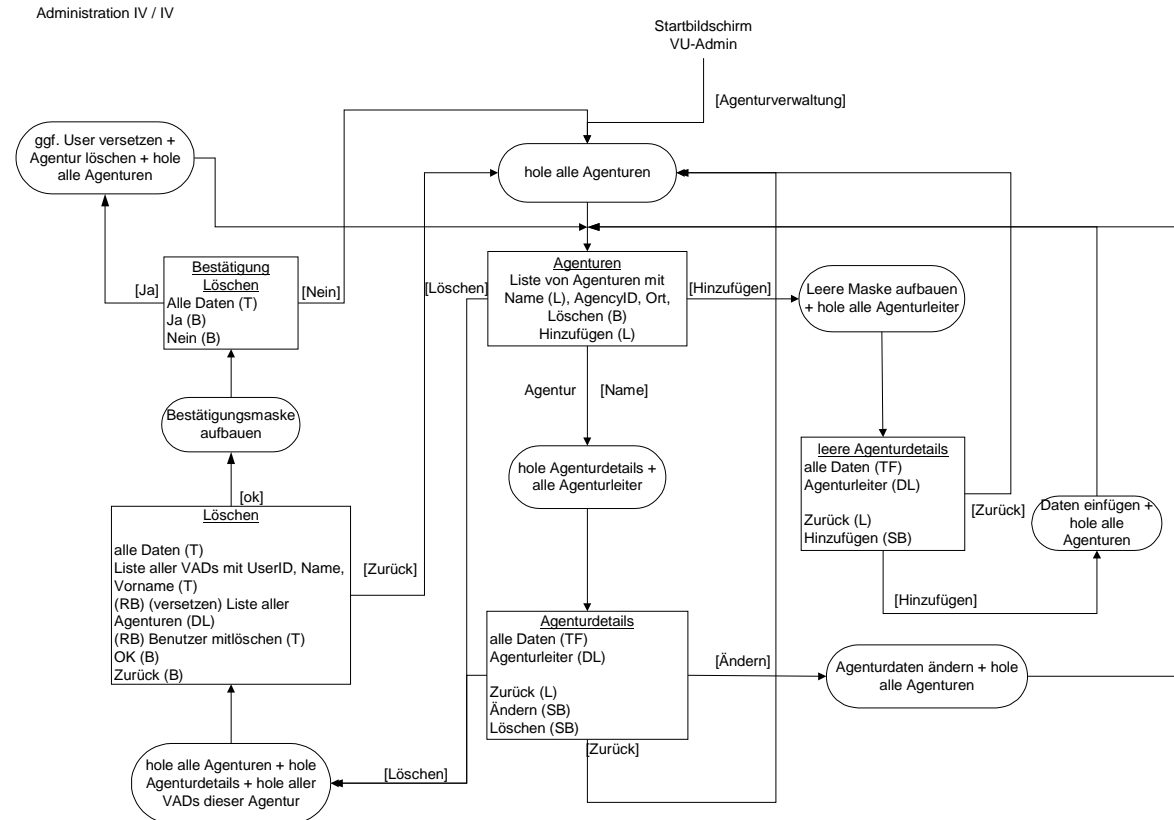 Administration IV / IV
Startbildschirm
VU-Admin
[Agenturverwaltung]
ggf. User versetzen +
Agentur löschen + hole
alle Agenturen
hole alle Agenturen
Bestätigung
Löschen
Alle Daten (T)
Ja (B)
Nein (B)
[Ja]
[Nein]
[Löschen]
Agenturen
Liste von Agenturen mit
Name (L), AgencyID, Ort,
Löschen (B)
Hinzufügen (L)
[Hinzufügen]
Leere Maske aufbauen
+ hole alle Agenturleiter
Agentur
[Name]
Bestätigungsmaske
aufbauen
hole Agenturdetails +
alle Agenturleiter
leere Agenturdetails
alle Daten (TF)
Agenturleiter (DL)
Zurück (L)
Hinzufügen (SB)
[Zurück]
Daten einfügen +
hole alle
Agenturen
[Hinzufügen]
[ok]
Löschen
alle Daten (T)
Liste aller VADs mit UserID, Name,
Vorname (T)
(RB) (versetzen) Liste aller
Agenturen (DL)
(RB) Benutzer mitlöschen (T)
OK (B)
Zurück (B)
[Zurück]
Agenturdetails
alle Daten (TF)
Agenturleiter (DL)
Zurück (L)
Ändern (SB)
Löschen (SB)
[Ändern]
Agenturdaten ändern + hole
alle Agenturen
[Zurück]
[Löschen]
hole alle Agenturen + hole
Agenturdetails + hole aller
VADs dieser Agentur